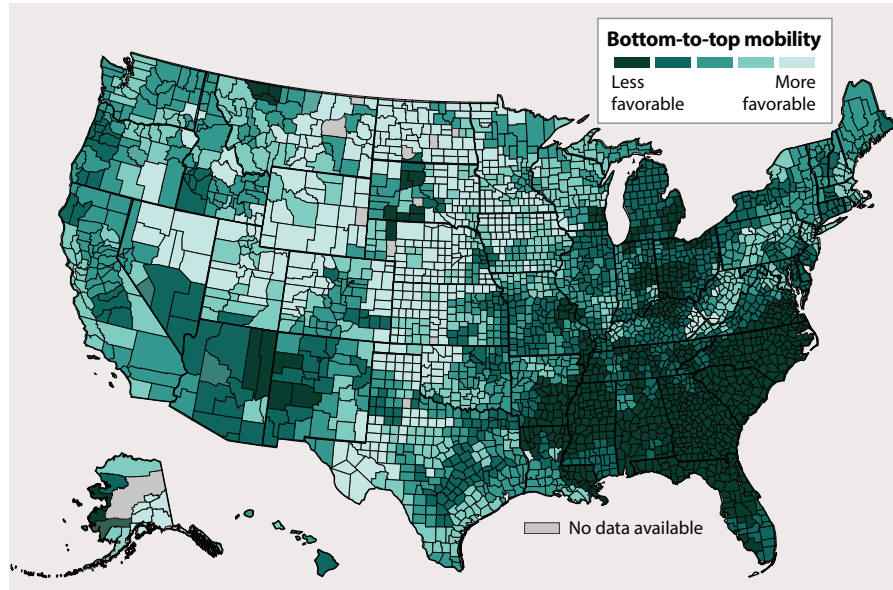 Bottom-to-top mobility
Less
favorable
More
favorable
No data available